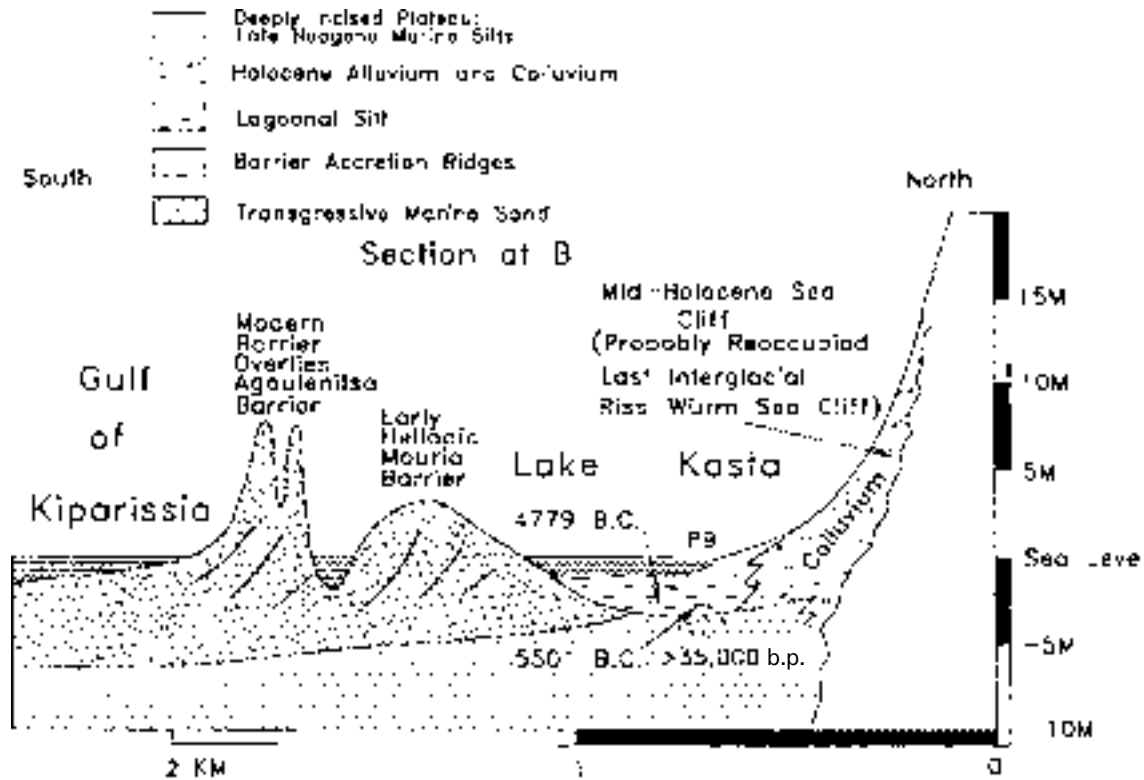 Deeply Incised Plateau:
Late Neogene Marine Silts
Holocene Alluvium and Colluvium
Lagoonal Silt
Barrier Accretion Ridges
Transgressive Marine Sand
South
North
Section at B
Mid-Holocene Sea
Cliff
(Probably Reoccupied
Last Interglacial
Riss Würm Sea Cliff)
Modern
Barrier
Overlies
Agoulenitsa
Barrier
Gulf
of
Kiparissia
Early
Helladic
Mouria
Barrier
Lake Kasta
4779 B.C.
P9
Colluvium
B.C. >35,000 b.p.
15M
10M
5M
Sea Leve
-5M
10M
2 KM
0